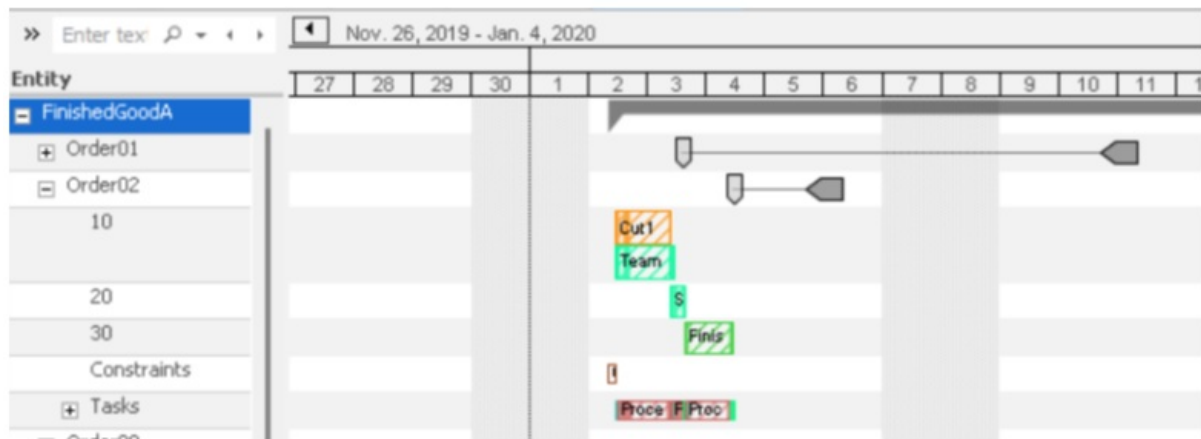 » Enter tex Nov. 26, 2019 - Jan. 4, 2020
Entity 27 28 29 30 1 2 3 4 5 6 7 8 9 10 11 1
FinishedGoodA
Order01
Order02
10 Cut1
Team
20 S
30 Finis
Constraints
Tasks Proce F Proc